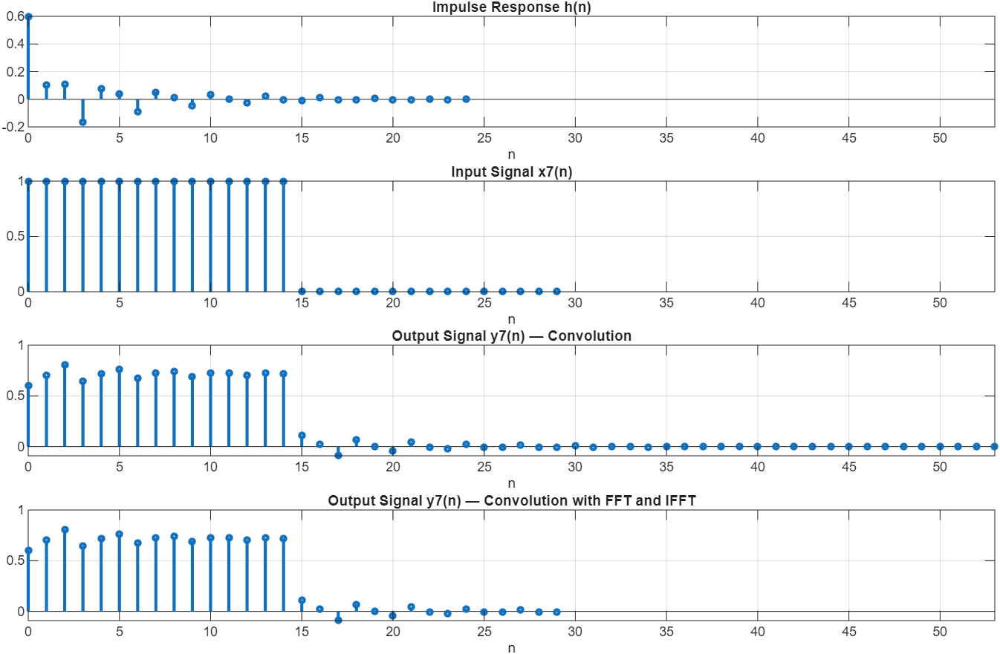 Impulse Response h(n)
0.6
0.4
0.2
0
-0.2
0 5 10 15 20 25 30 35 40 45 50
n
Input Signal x7(n)
1
0.5
0
0 5 10 15 20 25 30 35 40 45 50
n
Output Signal y7(n) — Convolution
1
0.5
0
0 5 10 15 20 25 30 35 40 45 50
n
Output Signal y7(n) — Convolution with FFT and IFFT
1
0.5
0
0 5 10 15 20 25 30 35 40 45 50
n